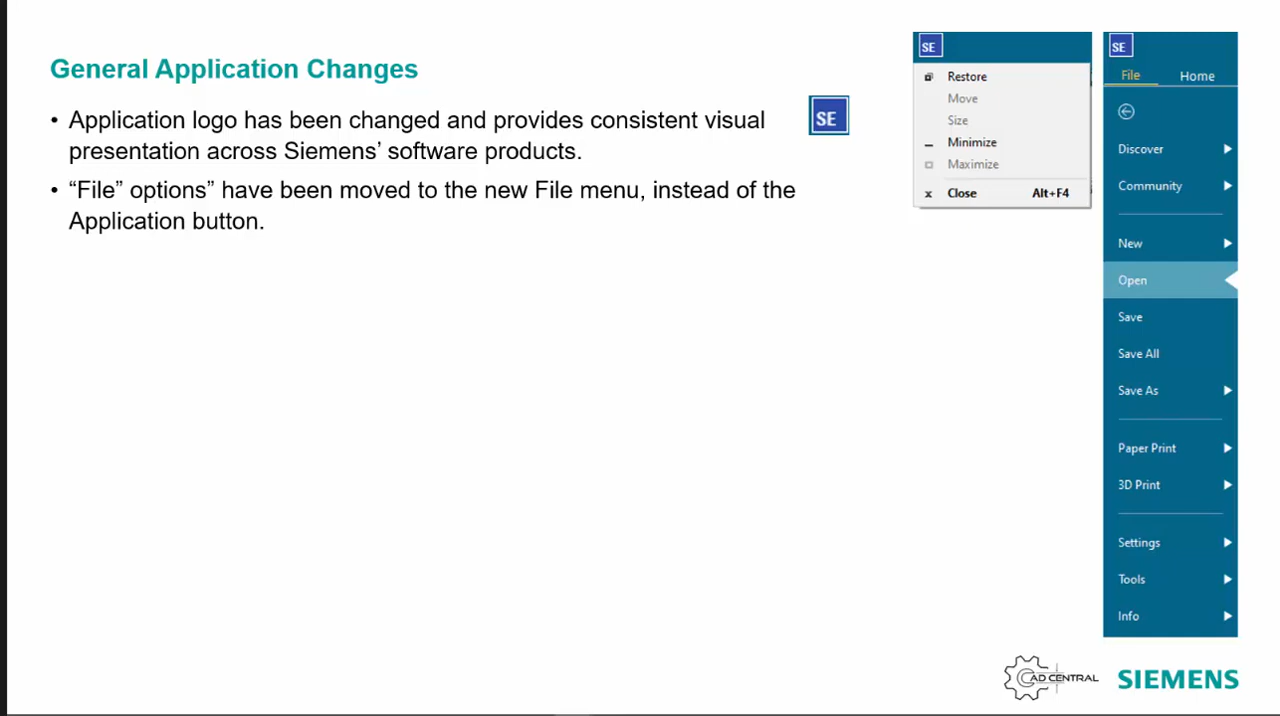 General Application Changes
• Application logo has been changed and provides consistent visual
presentation across Siemens’ software products.
• “File” options” have been moved to the new File menu, instead of the
Application button.
SE
SE
Restore
Move
Size
Minimize
Maximize
Close Alt+F4
SE
File Home
Discover
Community
New
Open
Save
Save All
Save As
Paper Print
3D Print
Settings
Tools
Info
CAD CENTRAL
SIEMENS